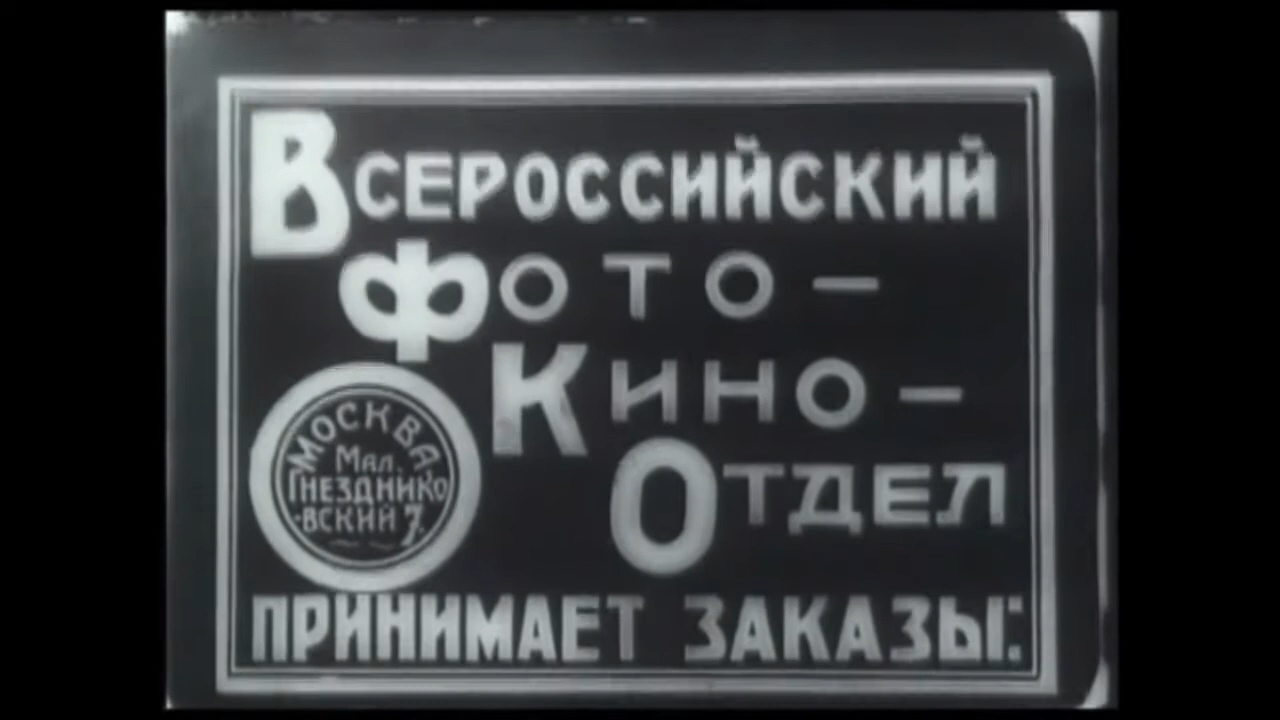 ВСЕРОССИЙСКИЙ
ФОТО-
КИНО-
ОТДЕЛ
МОСКВА
МАЛ.
ГНЕЗДНИКО
-ВСКИЙ 7.
ПРИНИМАЕТ ЗАКАЗЫ: